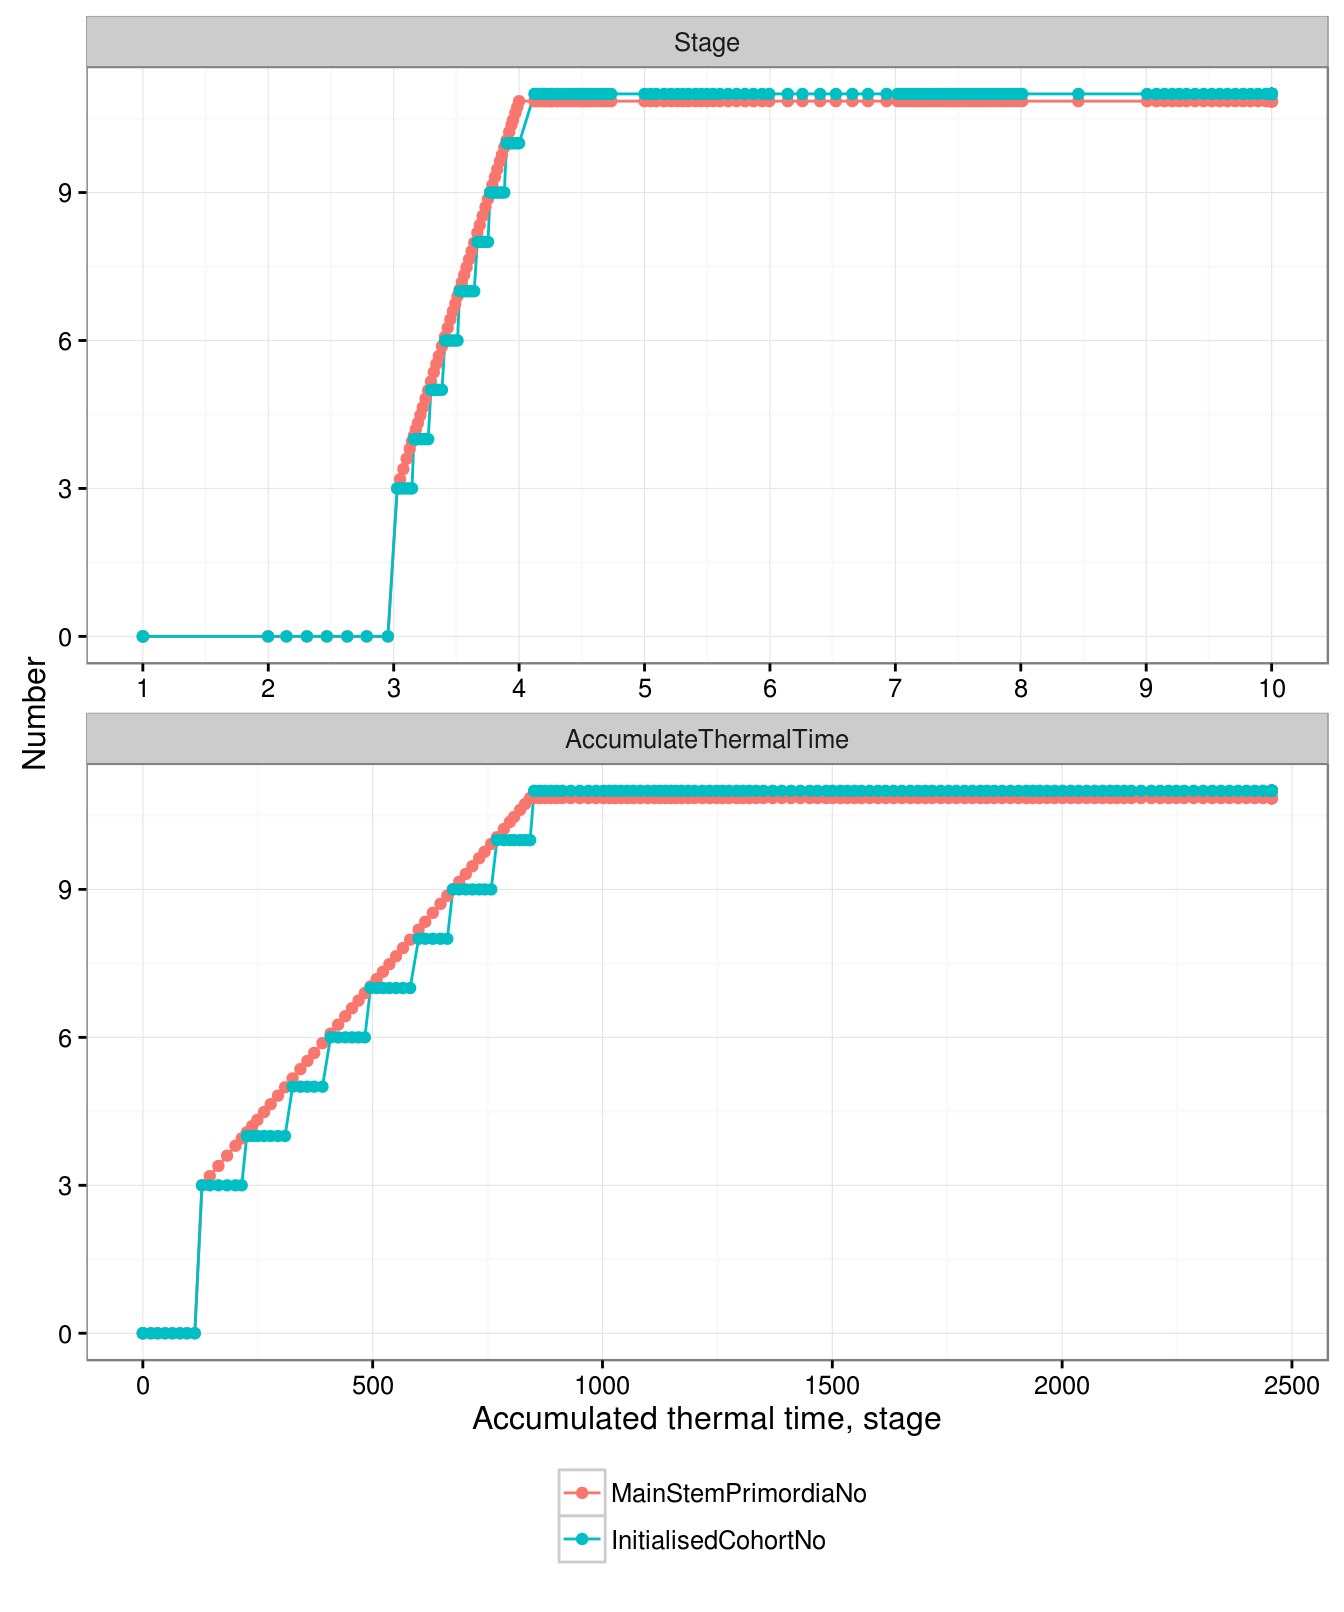 Stage
9
6
3
0
1 2 3 4 5 6 7 8 9 10
Number
AccumulateThermalTime
9
6
3
0
0 500 1000 1500 2000 2500
Accumulated thermal time, stage
MainStemPrimordiaNo
InitialisedCohortNo